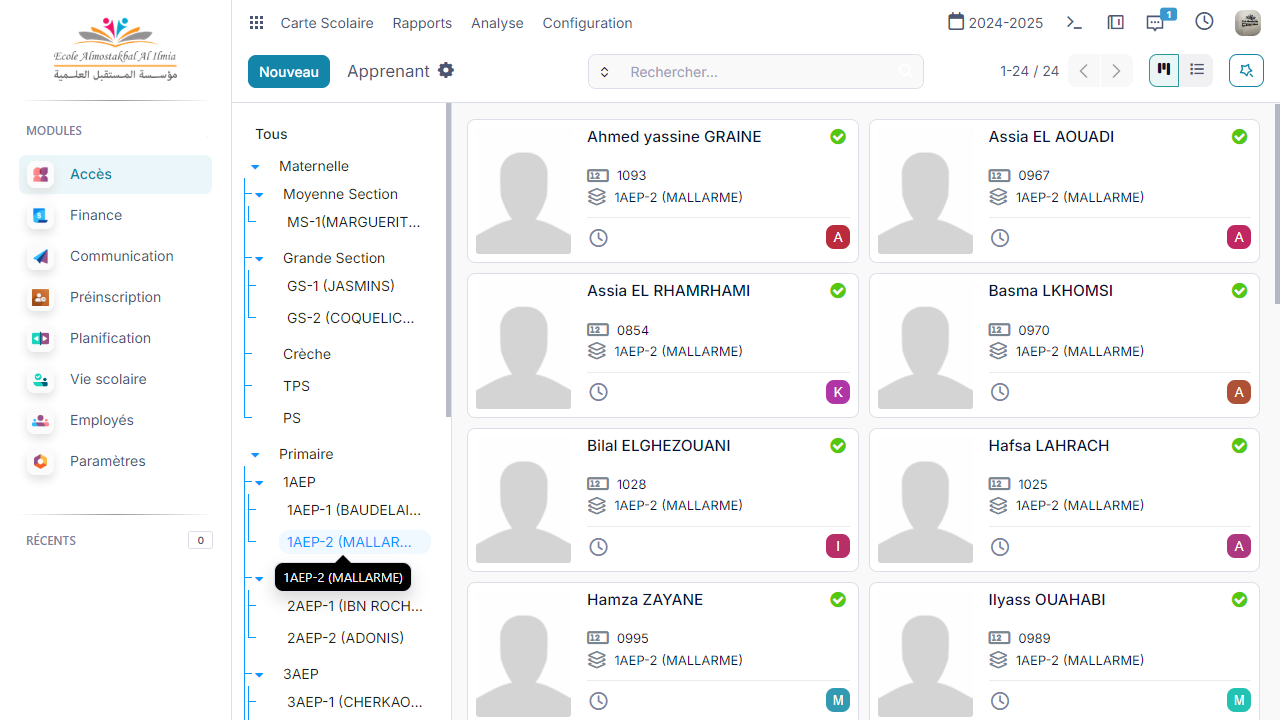 Ecole Almostakbal Al Ilmia
مؤسسة المستقبل العلمية
MODULES
Accès
Finance
Communication
Préinscription
Planification
Vie scolaire
Employés
Paramètres
RÉCENTS
0
Carte Scolaire
Rapports
Analyse
Configuration
2024-2025
1
Nouveau
Apprenant
Rechercher...
1-24 / 24
Tous
Maternelle
Moyenne Section
MS-1(MARGUERIT...
Grande Section
GS-1 (JASMINS)
GS-2 (COQUELIC...
Crèche
TPS
PS
Primaire
1AEP
1AEP-1 (BAUDELAI...
1AEP-2 (MALLAR...
1AEP-2 (MALLARME)
2AEP-1 (IBN ROCH...
2AEP-2 (ADONIS)
3AEP
3AEP-1 (CHERKAO...
Ahmed yassine GRAINE
12 1093
1AEP-2 (MALLARME)
A
Assia EL AOUADI
12 0967
1AEP-2 (MALLARME)
A
Assia EL RHAMRHAMI
12 0854
1AEP-2 (MALLARME)
K
Basma LKHOMSI
12 0970
1AEP-2 (MALLARME)
A
Bilal ELGHEZOUANI
12 1028
1AEP-2 (MALLARME)
I
Hafsa LAHRACH
12 1025
1AEP-2 (MALLARME)
A
Hamza ZAYANE
12 0995
1AEP-2 (MALLARME)
M
Ilyass OUAHABI
12 0989
1AEP-2 (MALLARME)
M